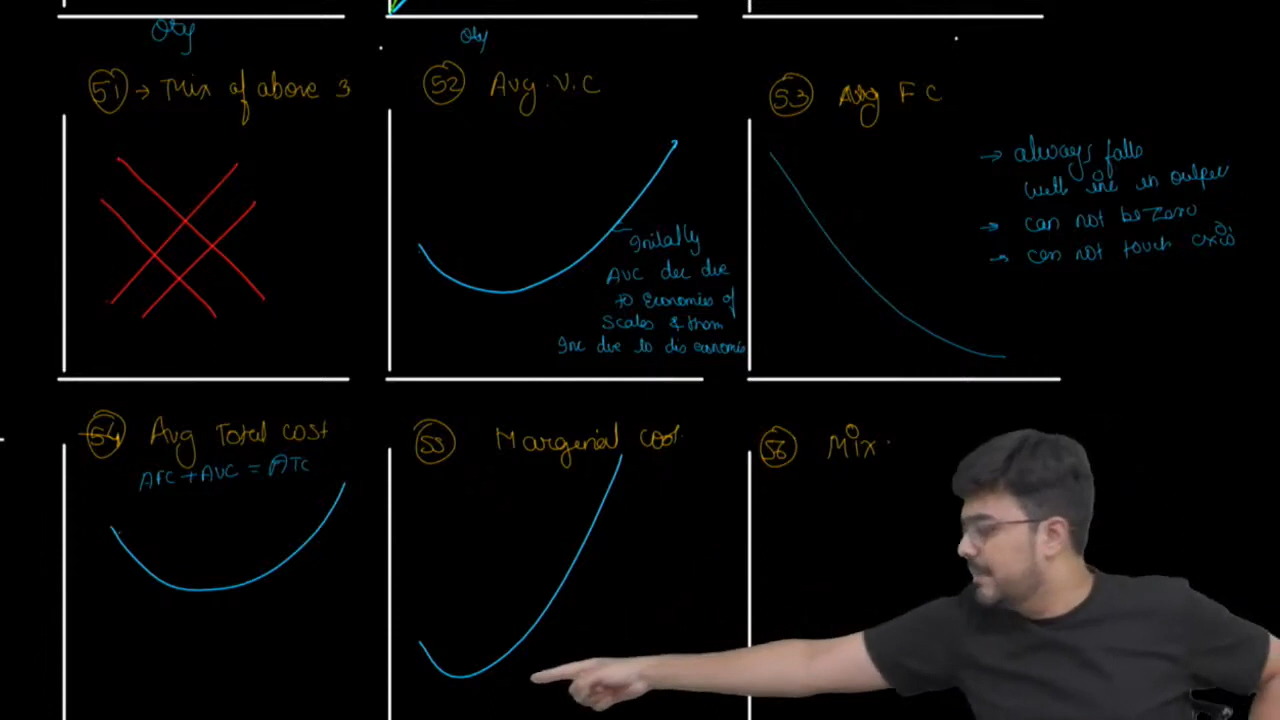 Qty
Qty
51 → Mix of above 3
52 Avg. V.C
53 Avg F C
→ always falls
with inc in output
→ can not be zero
→ can not touch axis
Initally
AVC dec due
to Economies of
Scales & then
Inc due to dis economis
54 Avg Total cost
AFC + AVC = ATC
55 Marginal cost
56 Mix.